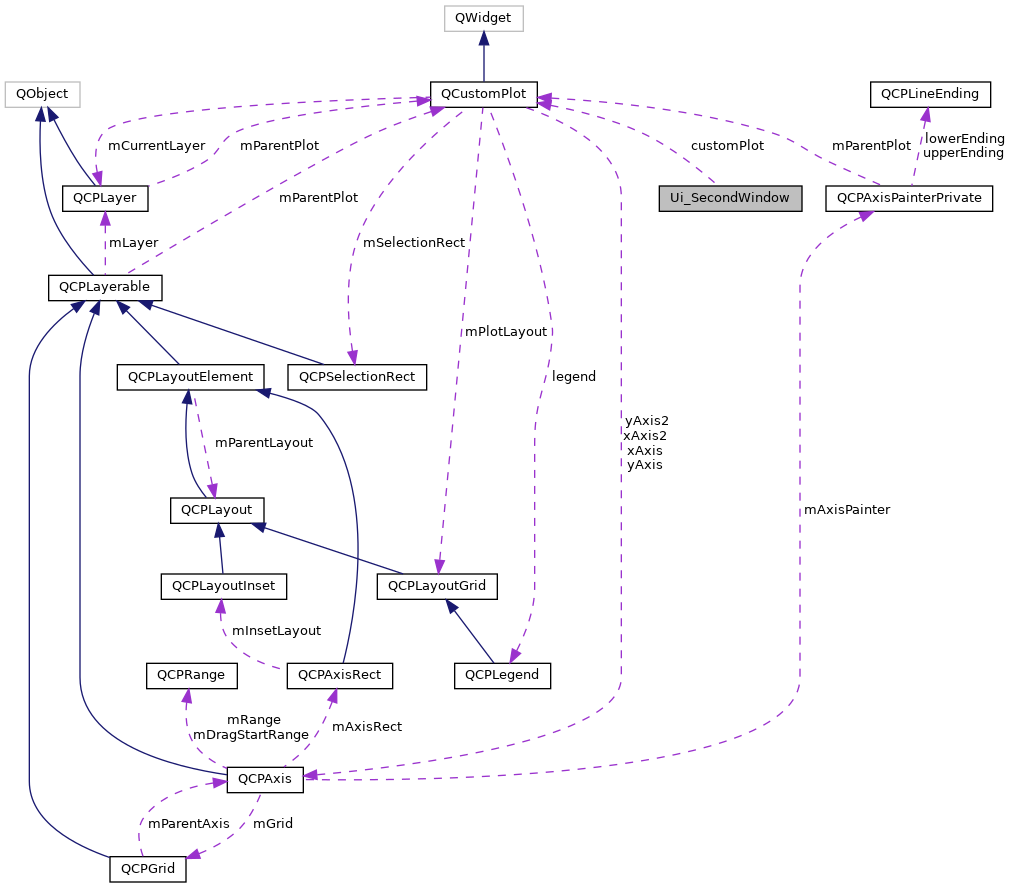 QWidget
QObject
QCustomPlot
QCPLineEnding
mCurrentLayer
mParentPlot
customPlot
mParentPlot
lowerEnding
upperEnding
QCPLayer
mParentPlot
Ui_SecondWindow
QCPAxisPainterPrivate
mLayer
mSelectionRect
QCPLayerable
mPlotLayout
QCPLayoutElement
QCPSelectionRect
legend
mParentLayout
yAxis2
xAxis2
xAxis
yAxis
QCPLayout
mAxisPainter
QCPLayoutInset
QCPLayoutGrid
mInsetLayout
QCPRange
QCPAxisRect
QCPLegend
mRange
mDragStartRange
mAxisRect
QCPAxis
mParentAxis
mGrid
QCPGrid